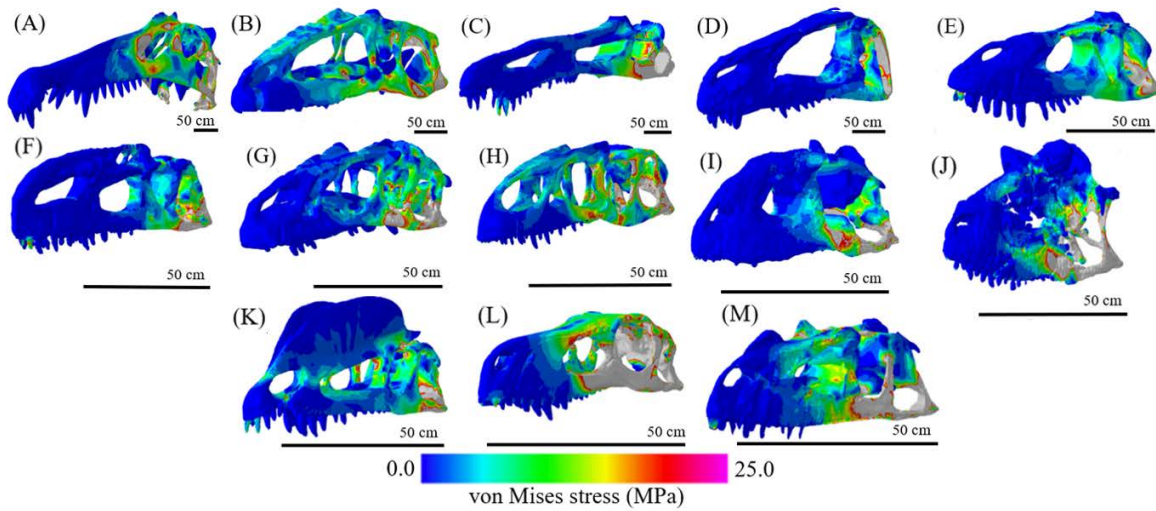 (A) (B) (C) (D) (E)
50 cm 50 cm 50 cm 50 cm 50 cm
(F) (G) (H) (I) (J)
50 cm 50 cm 50 cm 50 cm 50 cm
(K) (L) (M)
50 cm 50 cm 50 cm
0.0 25.0
von Mises stress (MPa)